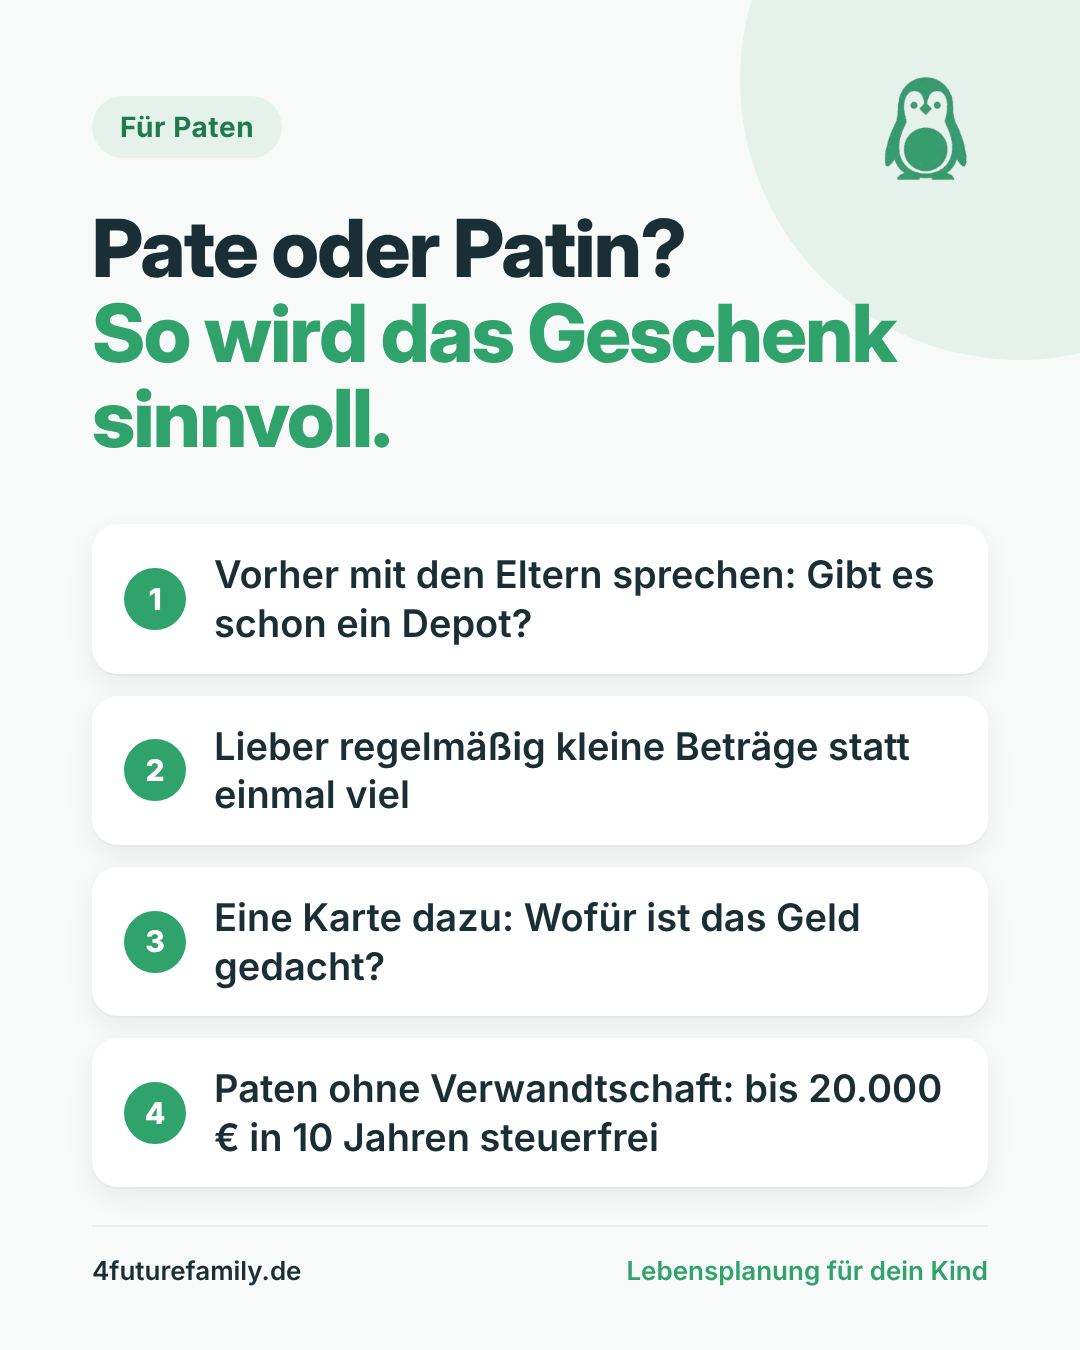 Für Paten
Pate oder Patin?
So wird das Geschenk
sinnvoll.
1
Vorher mit den Eltern sprechen: Gibt es
schon ein Depot?
2
Lieber regelmäßig kleine Beträge statt
einmal viel
3
Eine Karte dazu: Wofür ist das Geld
gedacht?
4
Paten ohne Verwandtschaft: bis 20.000
€ in 10 Jahren steuerfrei
4futurefamily.de
Lebensplanung für dein Kind